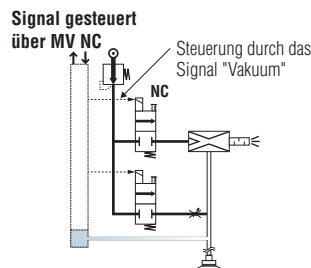 Signal gesteuert
über MV NC
Steuerung durch das
Signal "Vakuum"
NC